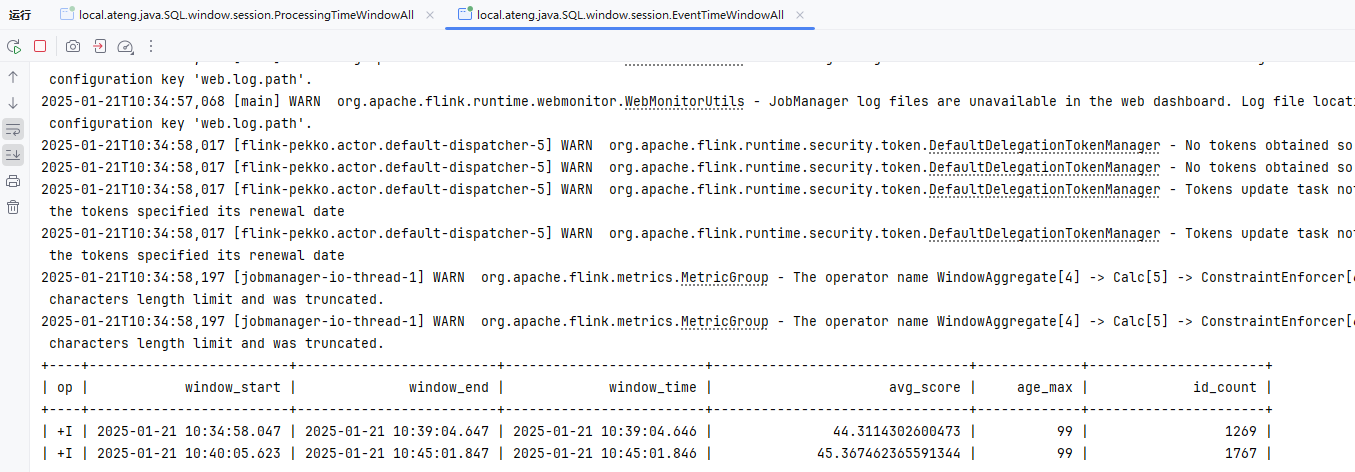 运行 local.ateng.java.SQL.window.session.ProcessingTimeWindowAll × local.ateng.java.SQL.window.session.EventTimeWindowAll ×
configuration key 'web.log.path'.
2025-01-21T10:34:57,068 [main] WARN  org.apache.flink.runtime.webmonitor.WebMonitorUtils - JobManager log files are unavailable in the web dashboard. Log file locati
configuration key 'web.log.path'.
2025-01-21T10:34:58,017 [flink-pekko.actor.default-dispatcher-5] WARN  org.apache.flink.runtime.security.token.DefaultDelegationTokenManager - No tokens obtained so
2025-01-21T10:34:58,017 [flink-pekko.actor.default-dispatcher-5] WARN  org.apache.flink.runtime.security.token.DefaultDelegationTokenManager - No tokens obtained so
2025-01-21T10:34:58,017 [flink-pekko.actor.default-dispatcher-5] WARN  org.apache.flink.runtime.security.token.DefaultDelegationTokenManager - Tokens update task not
the tokens specified its renewal date
2025-01-21T10:34:58,017 [flink-pekko.actor.default-dispatcher-5] WARN  org.apache.flink.runtime.security.token.DefaultDelegationTokenManager - Tokens update task not
the tokens specified its renewal date
2025-01-21T10:34:58,197 [jobmanager-io-thread-1] WARN  org.apache.flink.metrics.MetricGroup - The operator name WindowAggregate[4] -> Calc[5] -> ConstraintEnforcer[6
characters length limit and was truncated.
2025-01-21T10:34:58,197 [jobmanager-io-thread-1] WARN  org.apache.flink.metrics.MetricGroup - The operator name WindowAggregate[4] -> Calc[5] -> ConstraintEnforcer[6
characters length limit and was truncated.
+----+-------------------------+-------------------------+-------------------------+--------------------------------+-------------+----------------------+
| op |            window_start |              window_end |             window_time |                      avg_score |     age_max |             id_count |
+----+-------------------------+-------------------------+-------------------------+--------------------------------+-------------+----------------------+
| +I | 2025-01-21 10:34:58.047 | 2025-01-21 10:39:04.647 | 2025-01-21 10:39:04.646 |               44.3114302600473 |          99 |                 1269 |
| +I | 2025-01-21 10:40:05.623 | 2025-01-21 10:45:01.847 | 2025-01-21 10:45:01.846 |             45.367462365591344 |          99 |                 1767 |